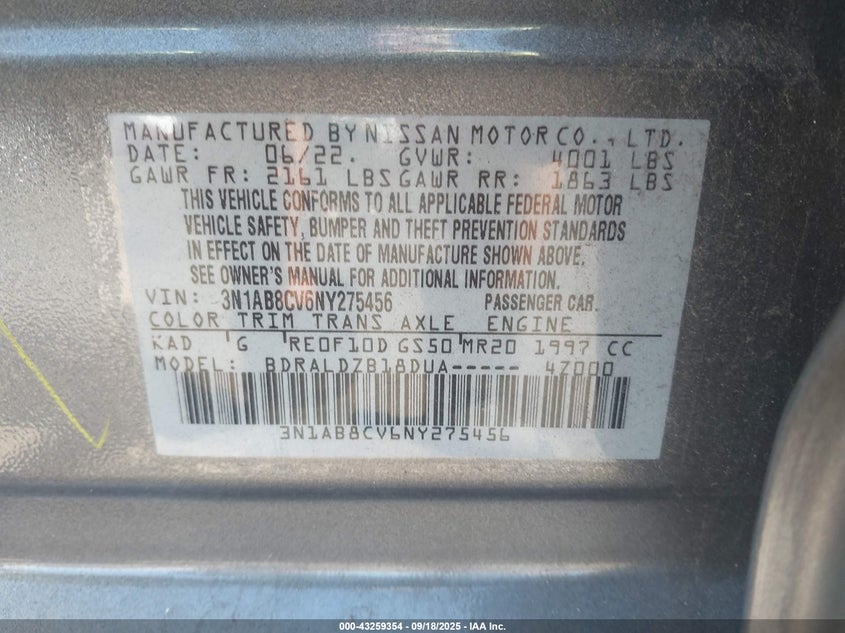 MANUFACTURED BY NISSAN MOTOR CO., LTD.
DATE: 06/22. GVWR: 4001 LBS
GAWR FR: 2161 LBS GAWR RR: 1863 LBS
THIS VEHICLE CONFORMS TO ALL APPLICABLE FEDERAL MOTOR
VEHICLE SAFETY, BUMPER AND THEFT PREVENTION STANDARDS
IN EFFECT ON THE DATE OF MANUFACTURE SHOWN ABOVE.
SEE OWNER'S MANUAL FOR ADDITIONAL INFORMATION.
VIN: 3N1AB8CV6NY275456 PASSENGER CAR.
COLOR TRIM TRANS AXLE ENGINE
KAD G RE0F10D GS50 MR20 1997 CC
MODEL: BDRALDZB18DUA----- 4Z000
3N1AB8CV6NY275456
000-43259354 - 09/18/2025 - IAA Inc.